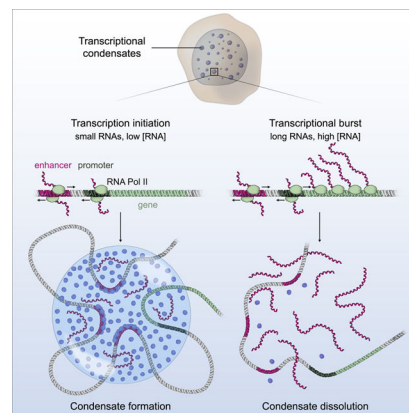 Transcriptional
condensates
Transcription initiation
small RNAs, low [RNA]
Transcriptional burst
long RNAs, high [RNA]
enhancer promoter
RNA Pol II
gene
Condensate formation
Condensate dissolution